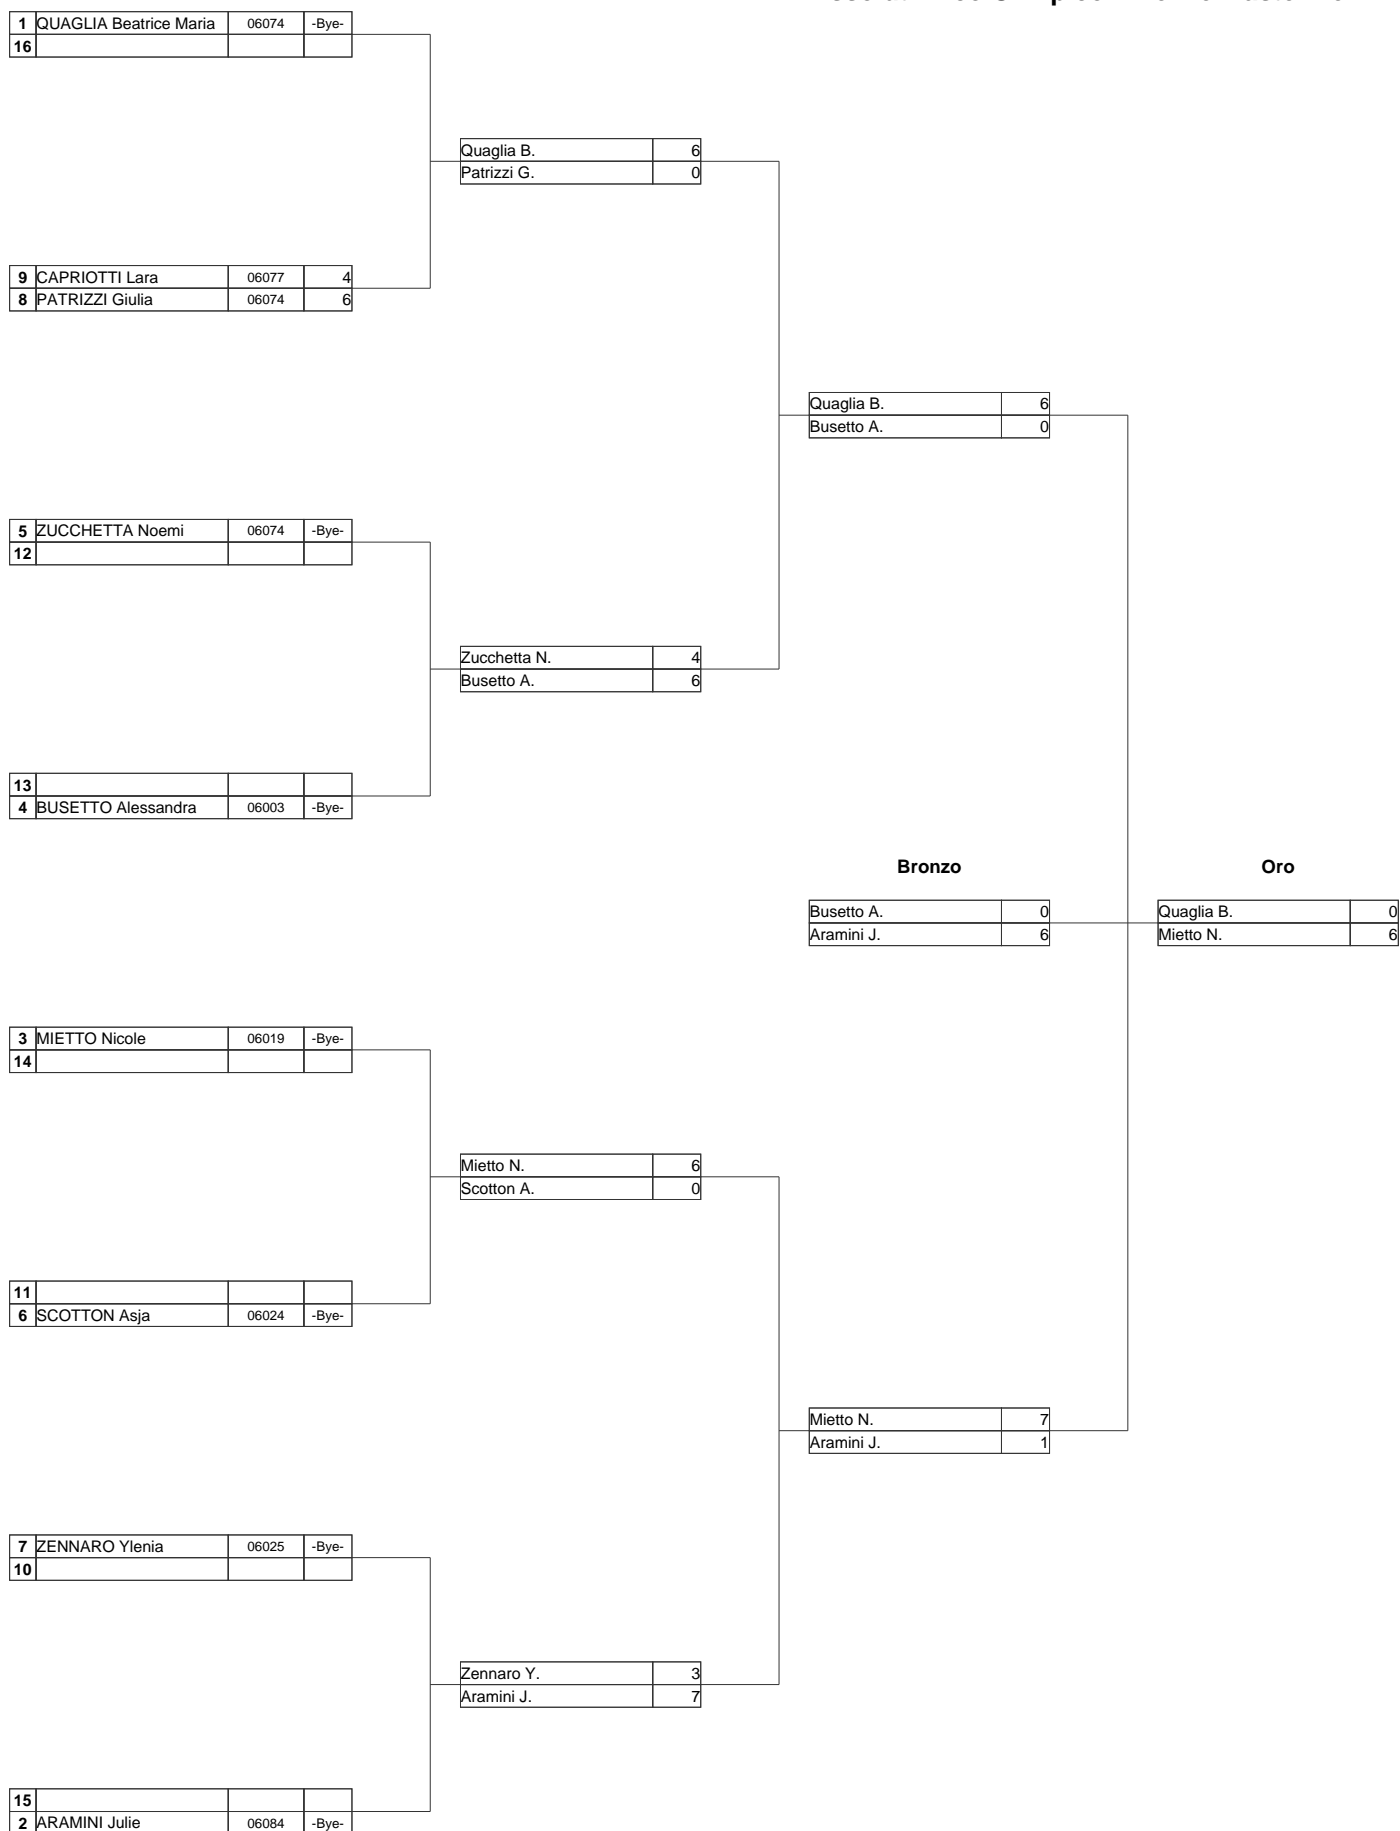 1 QUAGLIA Beatrice Maria 06074 -Bye-
16
Quaglia B. 6
Patrizzi G. 0
9 CAPRIOTTI Lara 06077 4
8 PATRIZZI Giulia 06074 6
Quaglia B. 6
Busetto A. 0
5 ZUCCHETTA Noemi 06074 -Bye-
12
Zucchetta N. 4
Busetto A. 6
13
4 BUSETTO Alessandra 06003 -Bye-
Bronzo Oro
Busetto A. 0 Quaglia B. 0
Aramini J. 6 Mietto N. 6
3 MIETTO Nicole 06019 -Bye-
14
Mietto N. 6
Scotton A. 0
11
6 SCOTTON Asja 06024 -Bye-
Mietto N. 7
Aramini J. 1
7 ZENNARO Ylenia 06025 -Bye-
10
Zennaro Y. 3
Aramini J. 7
15
2 ARAMINI Julie 06084 -Bye-